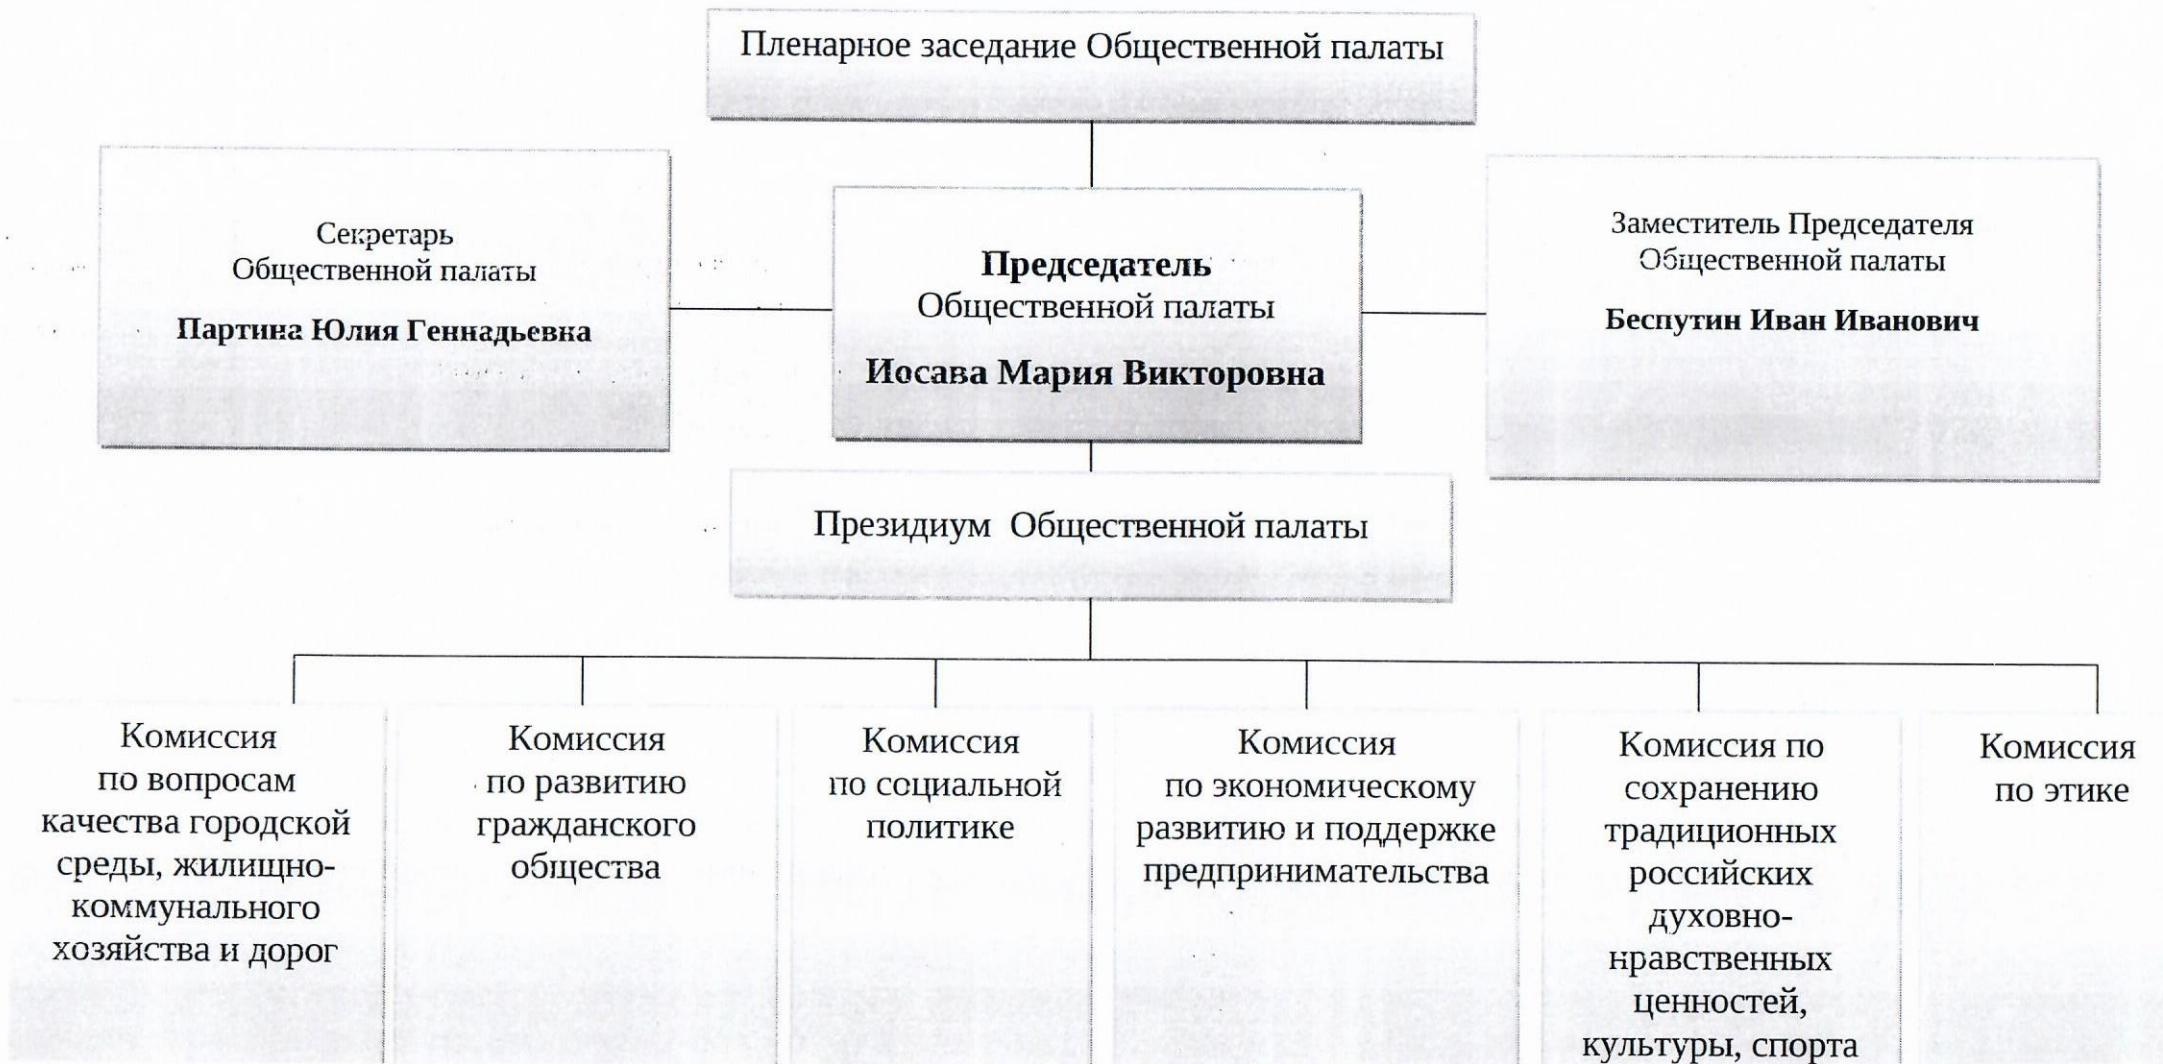 Пленарное заседание Общественной палаты
Секретарь
Общественной палаты
Партина Юлия Геннадьевна
Председатель
Общественной палаты
Иосава Мария Викторовна
Заместитель Председателя
Общественной палаты
Беспутин Иван Иванович
Президиум Общественной палаты
Комиссия
по вопросам
качества городской
среды, жилищно-
коммунального
хозяйства и дорог
Комиссия
по развитию
гражданского
общества
Комиссия
по социальной
политике
Комиссия
по экономическому
развитию и поддержке
предпринимательства
Комиссия по
сохранению
традиционных
российских
духовно-
нравственных
ценностей,
культуры, спорта
Комиссия
по этике